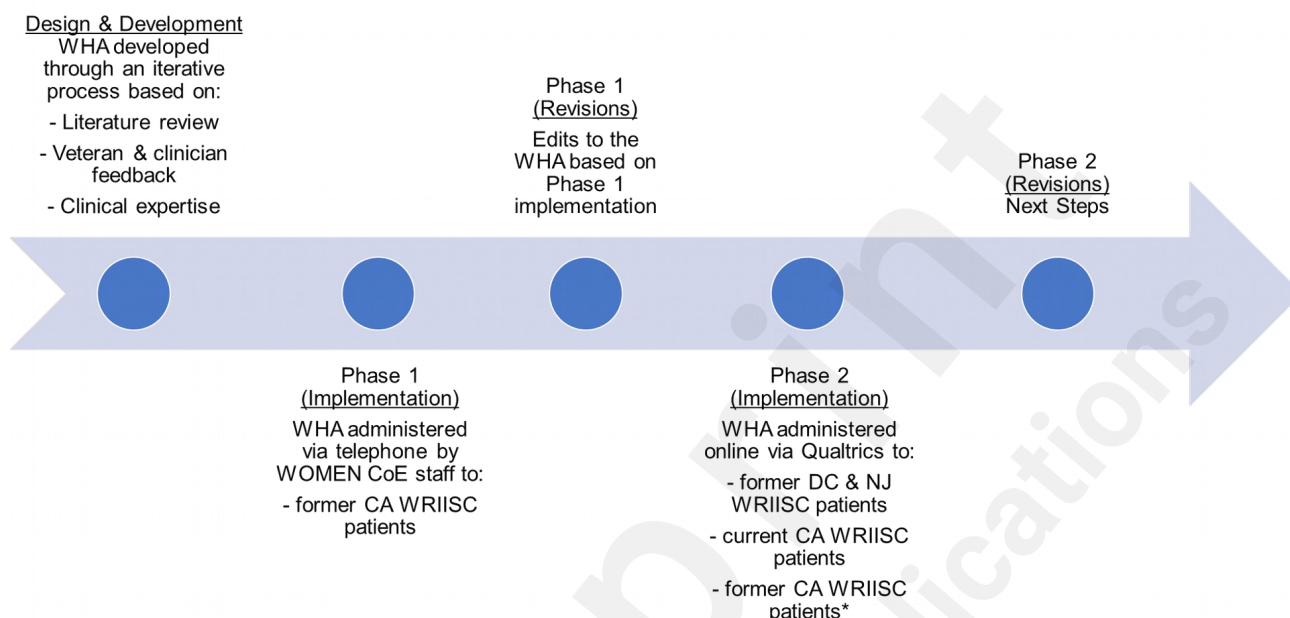 Design & Development
WHA developed
through an iterative
process based on:
- Literature review
- Veteran & clinician
feedback
- Clinical expertise
Phase 1
(Implementation)
WHA administered
via telephone by
WOMEN CoE staff to:
- former CA WRIISC
patients
Phase 1
(Revisions)
Edits to the
WHA based on
Phase 1
implementation
Phase 2
(Implementation)
WHA administered
online via Qualtrics to:
- former DC & NJ
WRIISC patients
- current CA WRIISC
patients
- former CA WRIISC
patients*
Phase 2
(Revisions)
Next Steps
print
lications